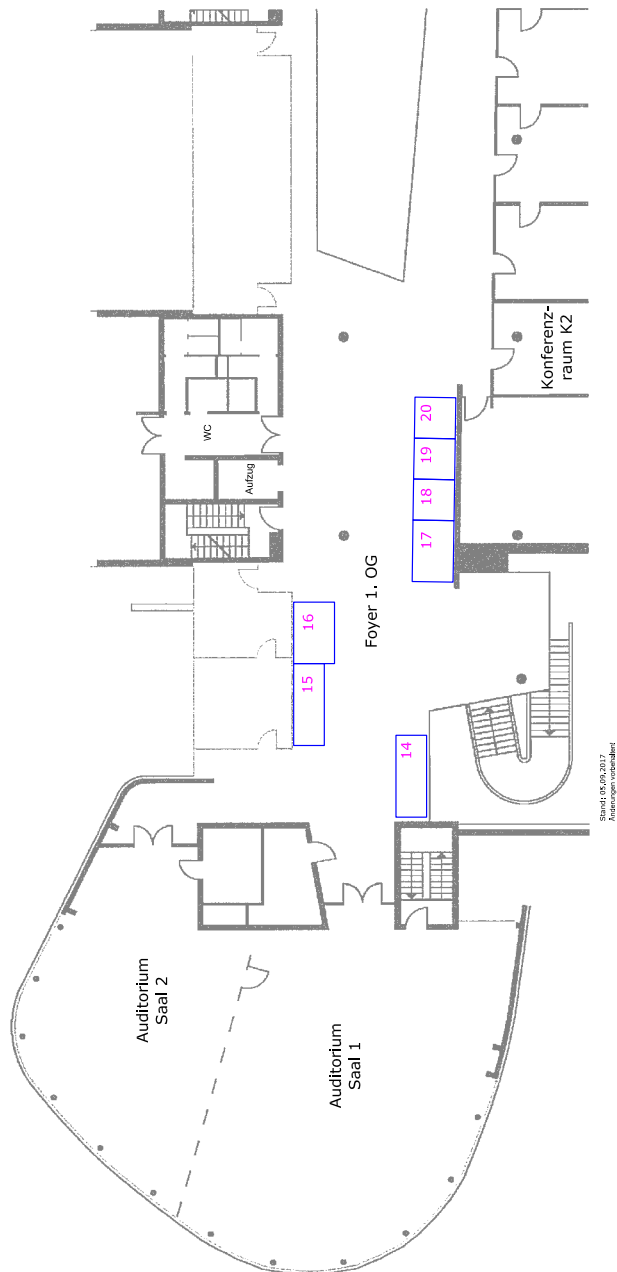 Konferenz-
raum K2
WC
Aufzug
20
19
18
17
Foyer 1. OG
16
15
14
Stand: 05.09.2017
Änderungen vorbehalten!
Auditorium
Saal 2
Auditorium
Saal 1